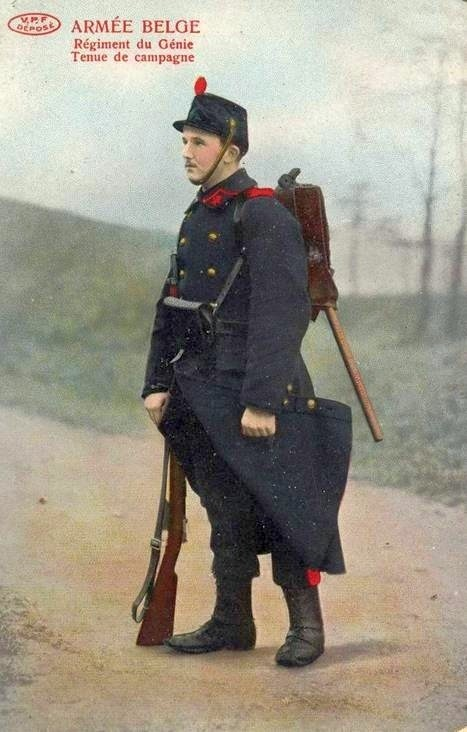 V.P.F
DÉPOSÉ
ARMÉE BELGE
Régiment du Génie
Tenue de campagne